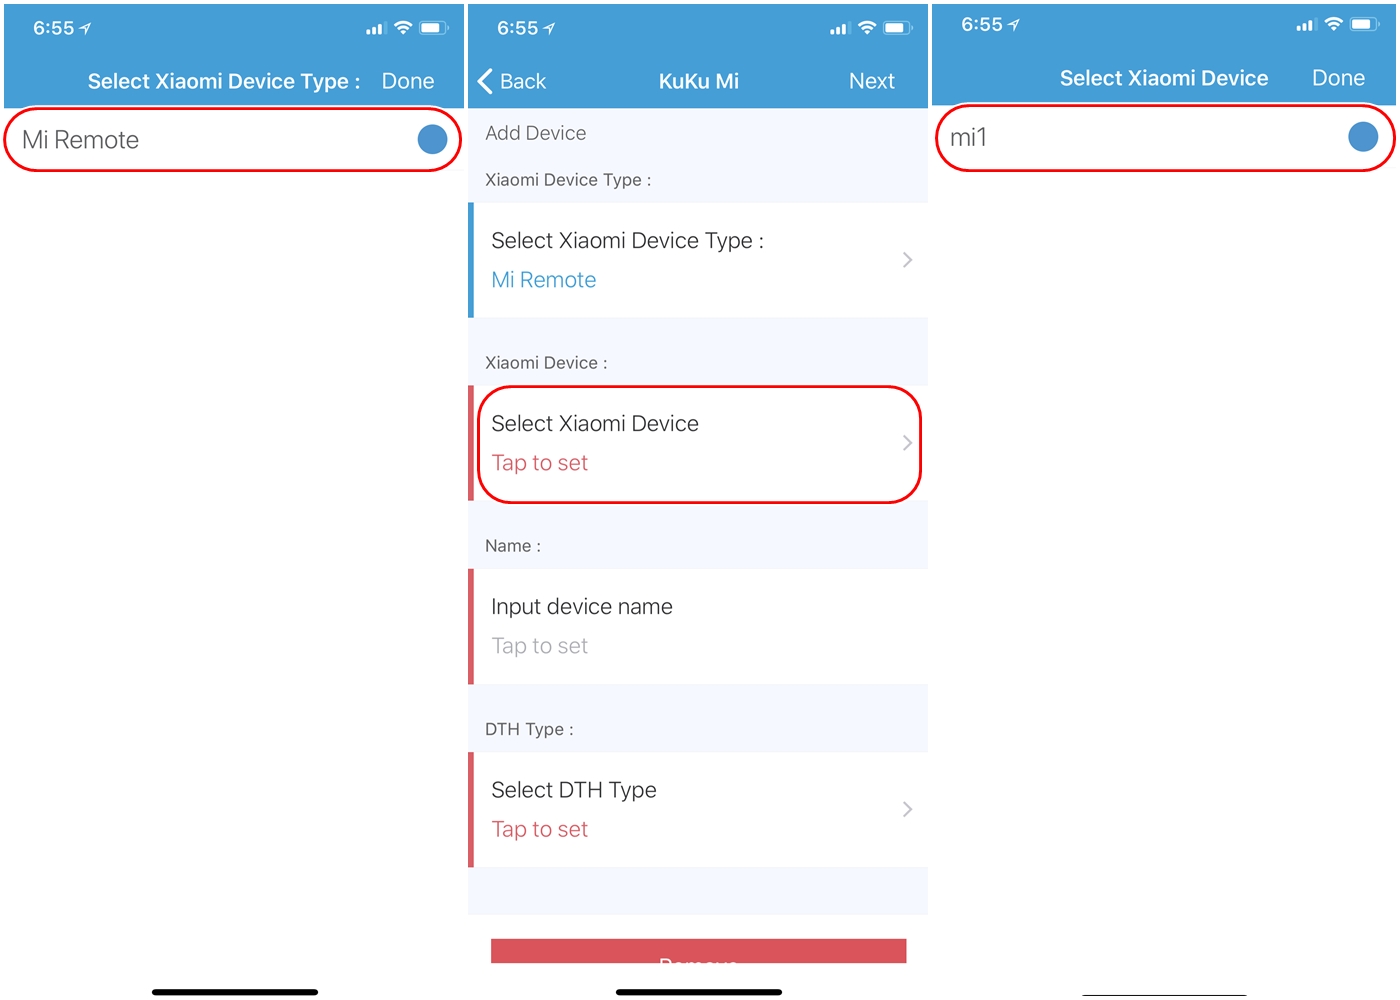 6:55
Select Xiaomi Device Type : Done
Mi Remote
6:55
Back KuKu Mi Next
Add Device
Xiaomi Device Type :
Select Xiaomi Device Type :
Mi Remote
Xiaomi Device :
Select Xiaomi Device
Tap to set
Name :
Input device name
Tap to set
DTH Type :
Select DTH Type
Tap to set
Remove
6:55
Select Xiaomi Device Done
mi1